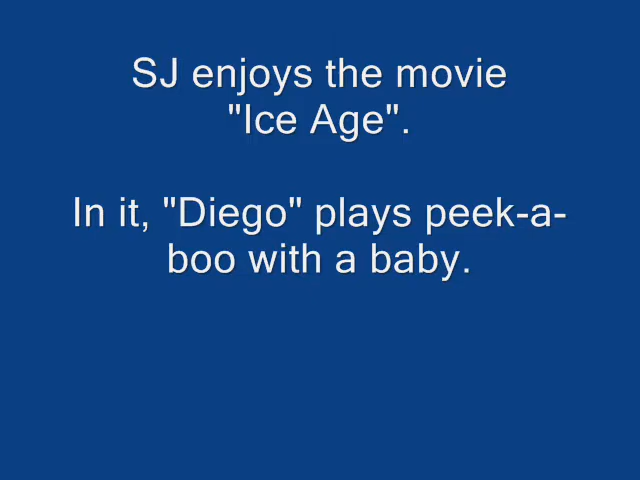 SJ enjoys the movie
"Ice Age".
In it, "Diego" plays peek-a-
boo with a baby.